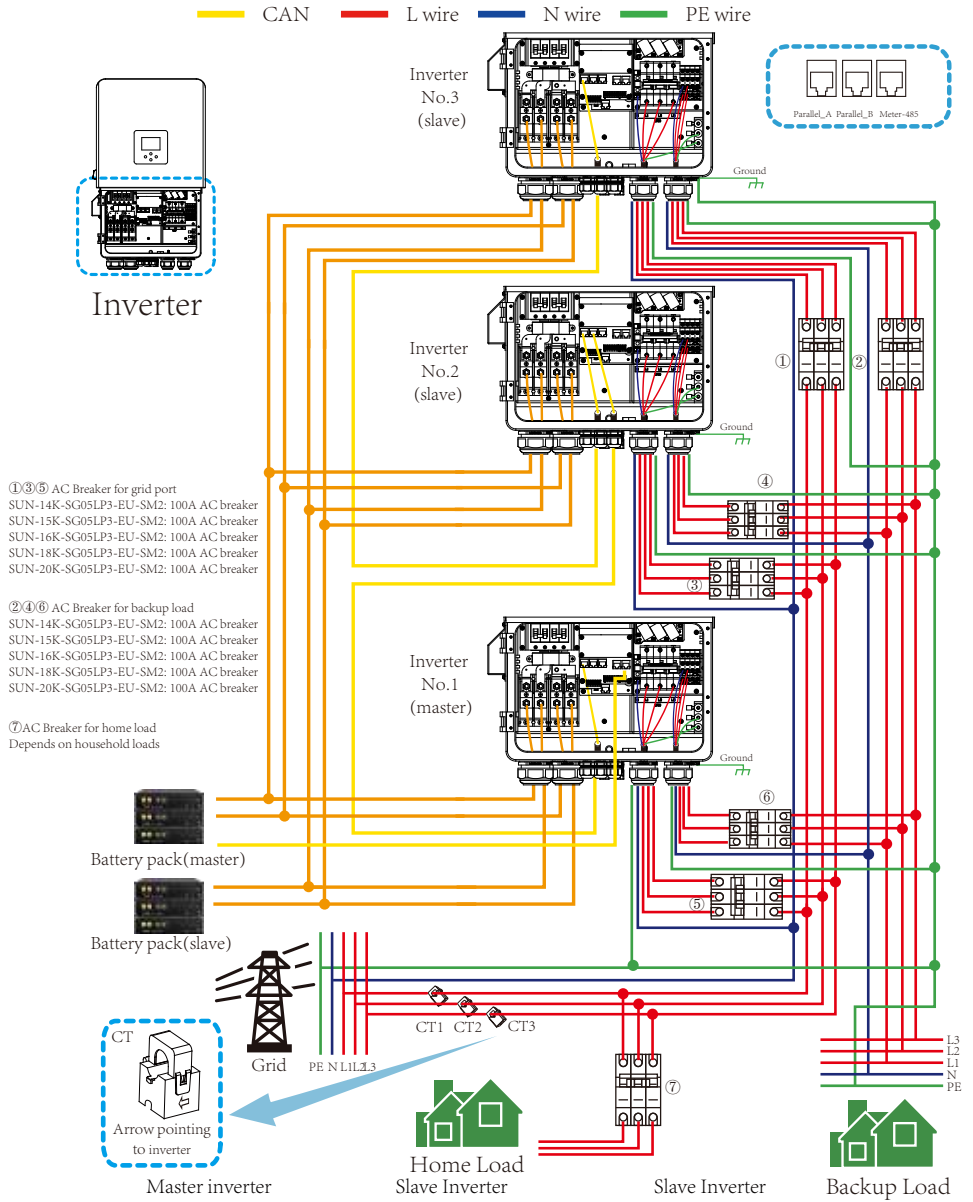 CAN L wire N wire PE wire
Inverter
No.3
(slave)
Parallel_A Parallel_B Meter-485
Ground
Inverter
Inverter
No.2
(slave)
① ②
Ground
①③⑤ AC Breaker for grid port
SUN-14K-SG05LP3-EU-SM2: 100A AC breaker
SUN-15K-SG05LP3-EU-SM2: 100A AC breaker
SUN-16K-SG05LP3-EU-SM2: 100A AC breaker
SUN-18K-SG05LP3-EU-SM2: 100A AC breaker
SUN-20K-SG05LP3-EU-SM2: 100A AC breaker
④
③
②④⑥ AC Breaker for backup load
SUN-14K-SG05LP3-EU-SM2: 100A AC breaker
SUN-15K-SG05LP3-EU-SM2: 100A AC breaker
SUN-16K-SG05LP3-EU-SM2: 100A AC breaker
SUN-18K-SG05LP3-EU-SM2: 100A AC breaker
SUN-20K-SG05LP3-EU-SM2: 100A AC breaker
Inverter
No.1
(master)
⑦AC Breaker for home load
Depends on household loads
Ground
⑥
Battery pack(master)
⑤
Battery pack(slave)
CT1 CT2 CT3
CT
Grid
PE N L1L2L3
L3
L2
L1
N
PE
⑦
Arrow pointing
to inverter
Home Load
Backup Load
Master inverter Slave Inverter Slave Inverter